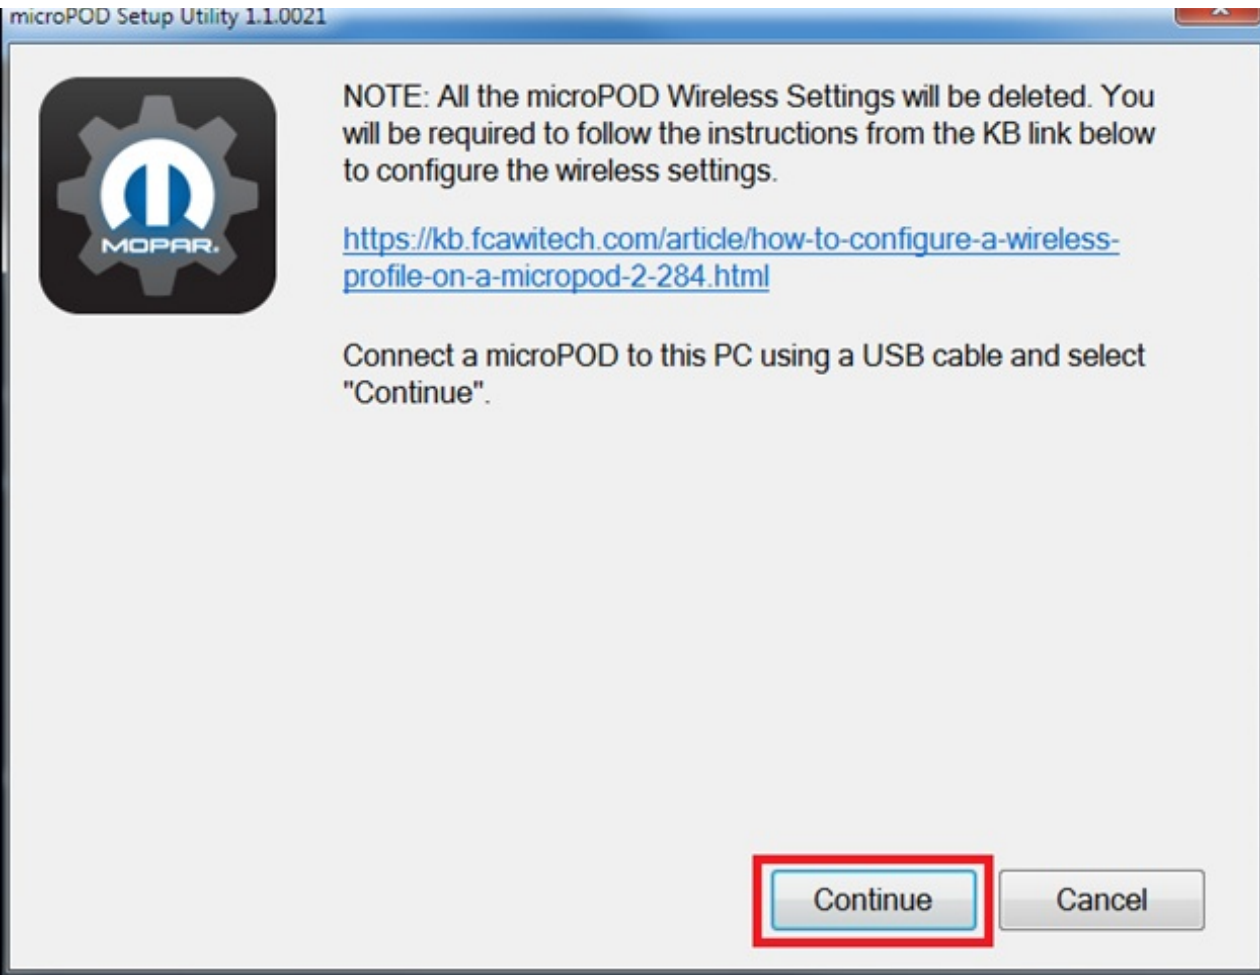 microPOD Setup Utility 1.1.0021
NOTE: All the microPOD Wireless Settings will be deleted. You
will be required to follow the instructions from the KB link below
to configure the wireless settings.
MOPAR.
https://kb.fcawitech.com/article/how-to-configure-a-wireless-
profile-on-a-micropod-2-284.html
Connect a microPOD to this PC using a USB cable and select
"Continue".
Continue
Cancel